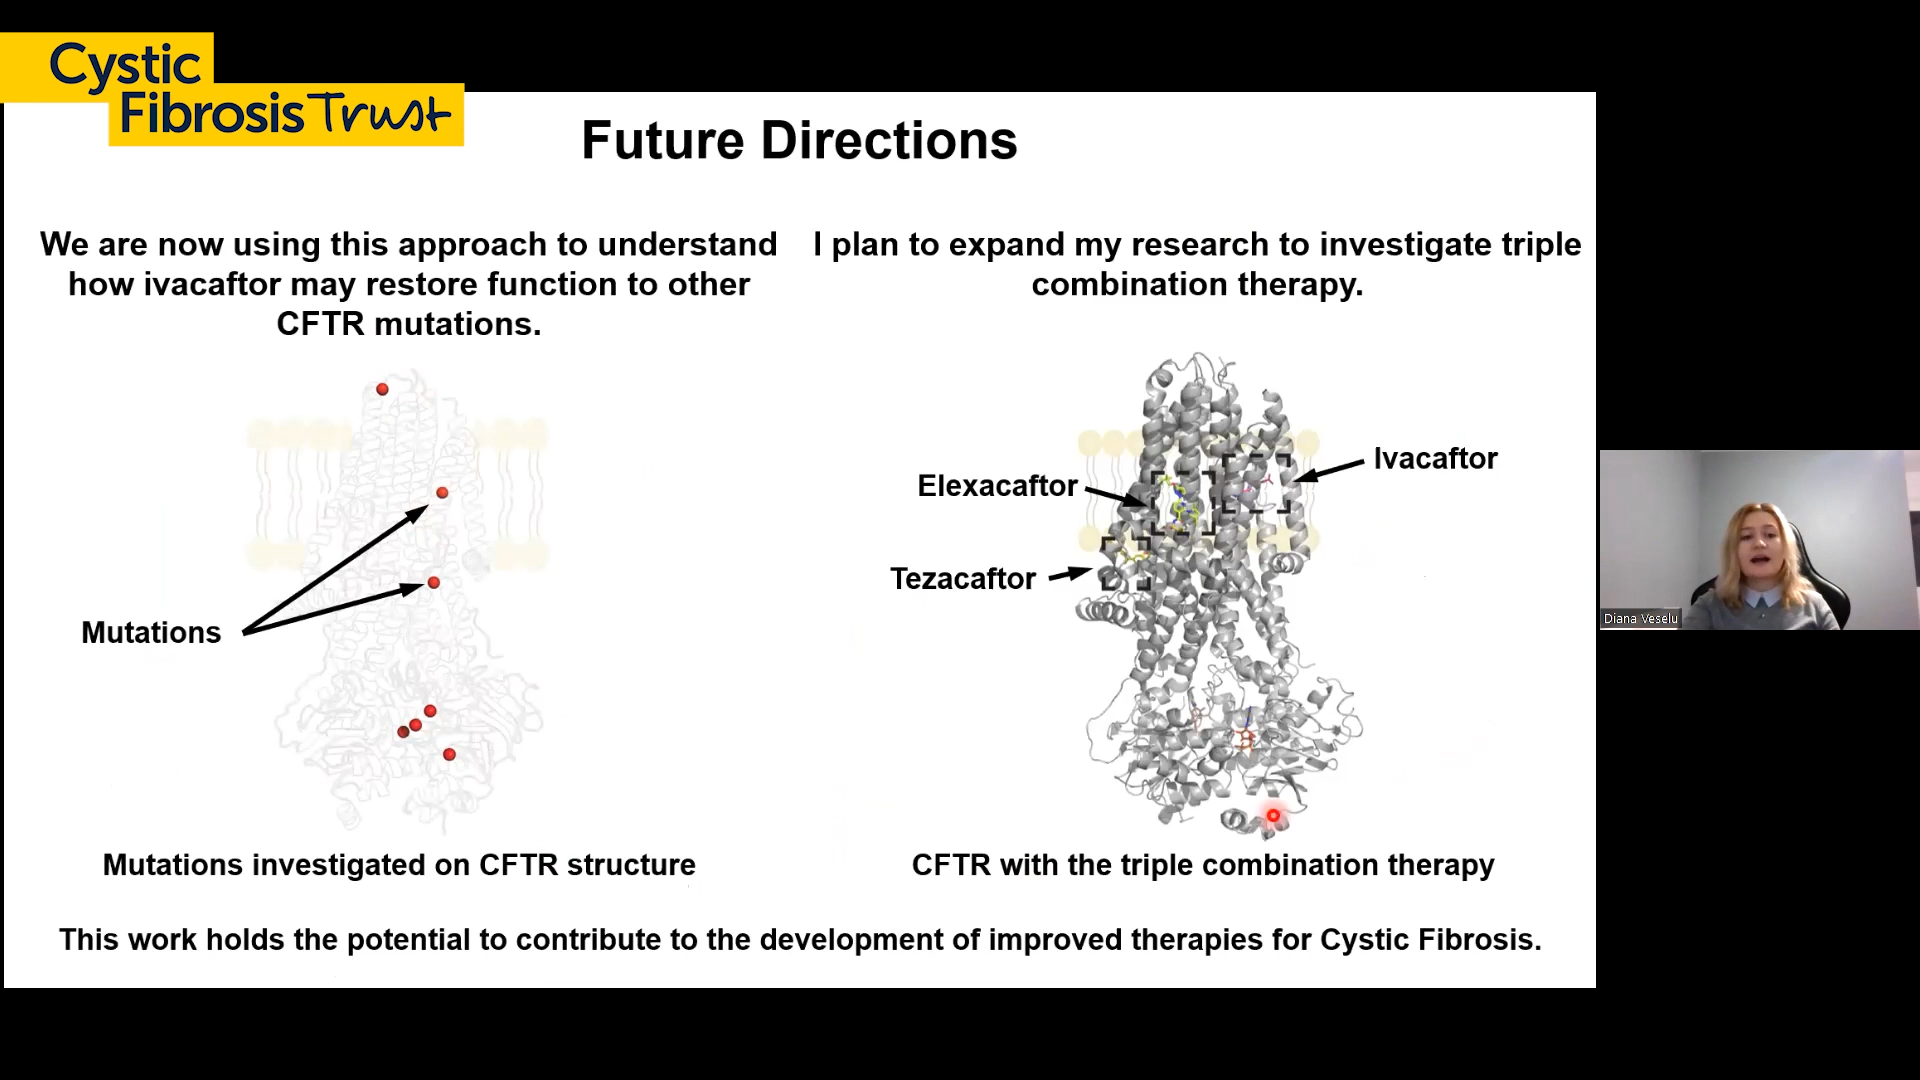 Cystic
Fibrosis Trust
Future Directions
We are now using this approach to understand
how ivacaftor may restore function to other
CFTR mutations.
I plan to expand my research to investigate triple
combination therapy.
Mutations
Elexacaftor
Ivacaftor
Tezacaftor
Mutations investigated on CFTR structure
CFTR with the triple combination therapy
This work holds the potential to contribute to the development of improved therapies for Cystic Fibrosis.
Diana Veselu